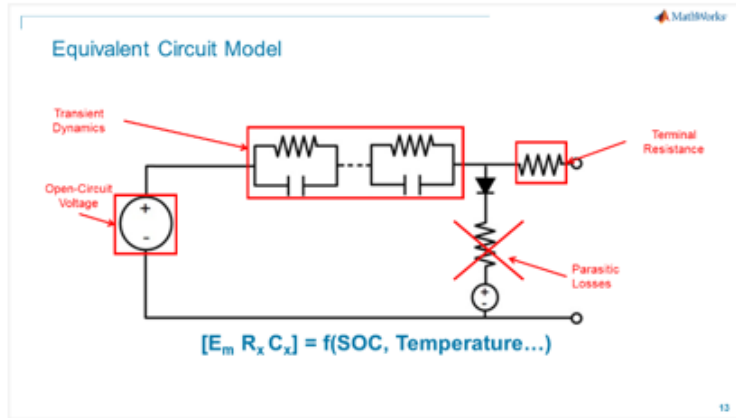 MathWorks
Equivalent Circuit Model
Transient
Dynamics
Terminal
Resistance
Open-Circuit
Voltage
+
-
+
-
Parasitic
Losses
[Em Rx Cx] = f(SOC, Temperature…)
13